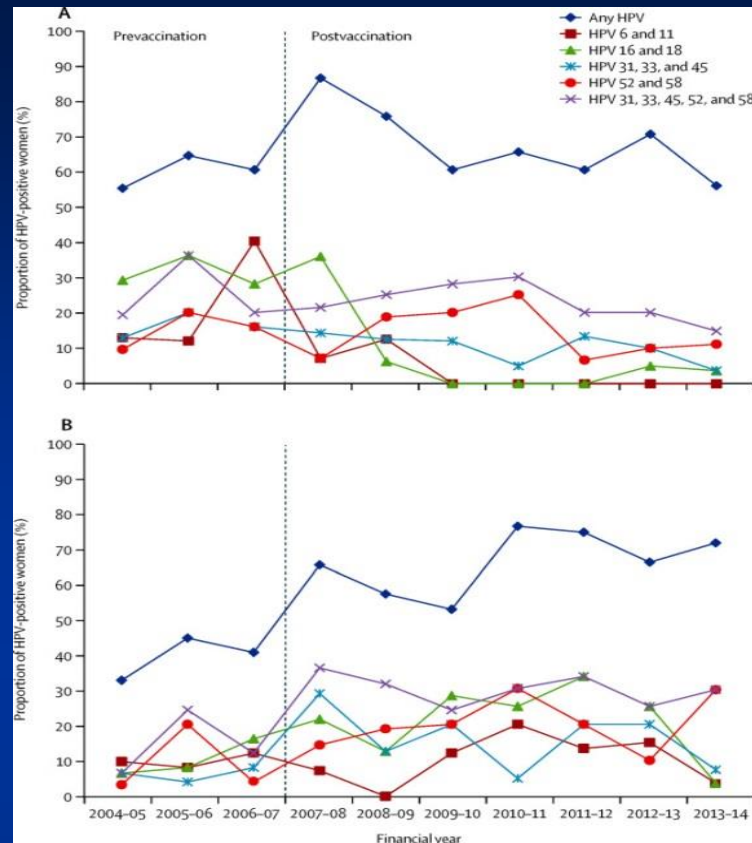 A
Prevaccination
Postvaccination
Any HPV
HPV 6 and 11
HPV 16 and 18
HPV 31, 33, and 45
HPV 52 and 58
HPV 31, 33, 45, 52, and 58
Proportion of HPV-positive women (%)
100
90
80
70
60
50
40
30
20
10
0
B
Proportion of HPV-positive women (%)
100
90
80
70
60
50
40
30
20
10
0
2004–05 2005–06 2006–07 2007–08 2008–09 2009–10 2010–11 2011–12 2012–13 2013–14
Financial year